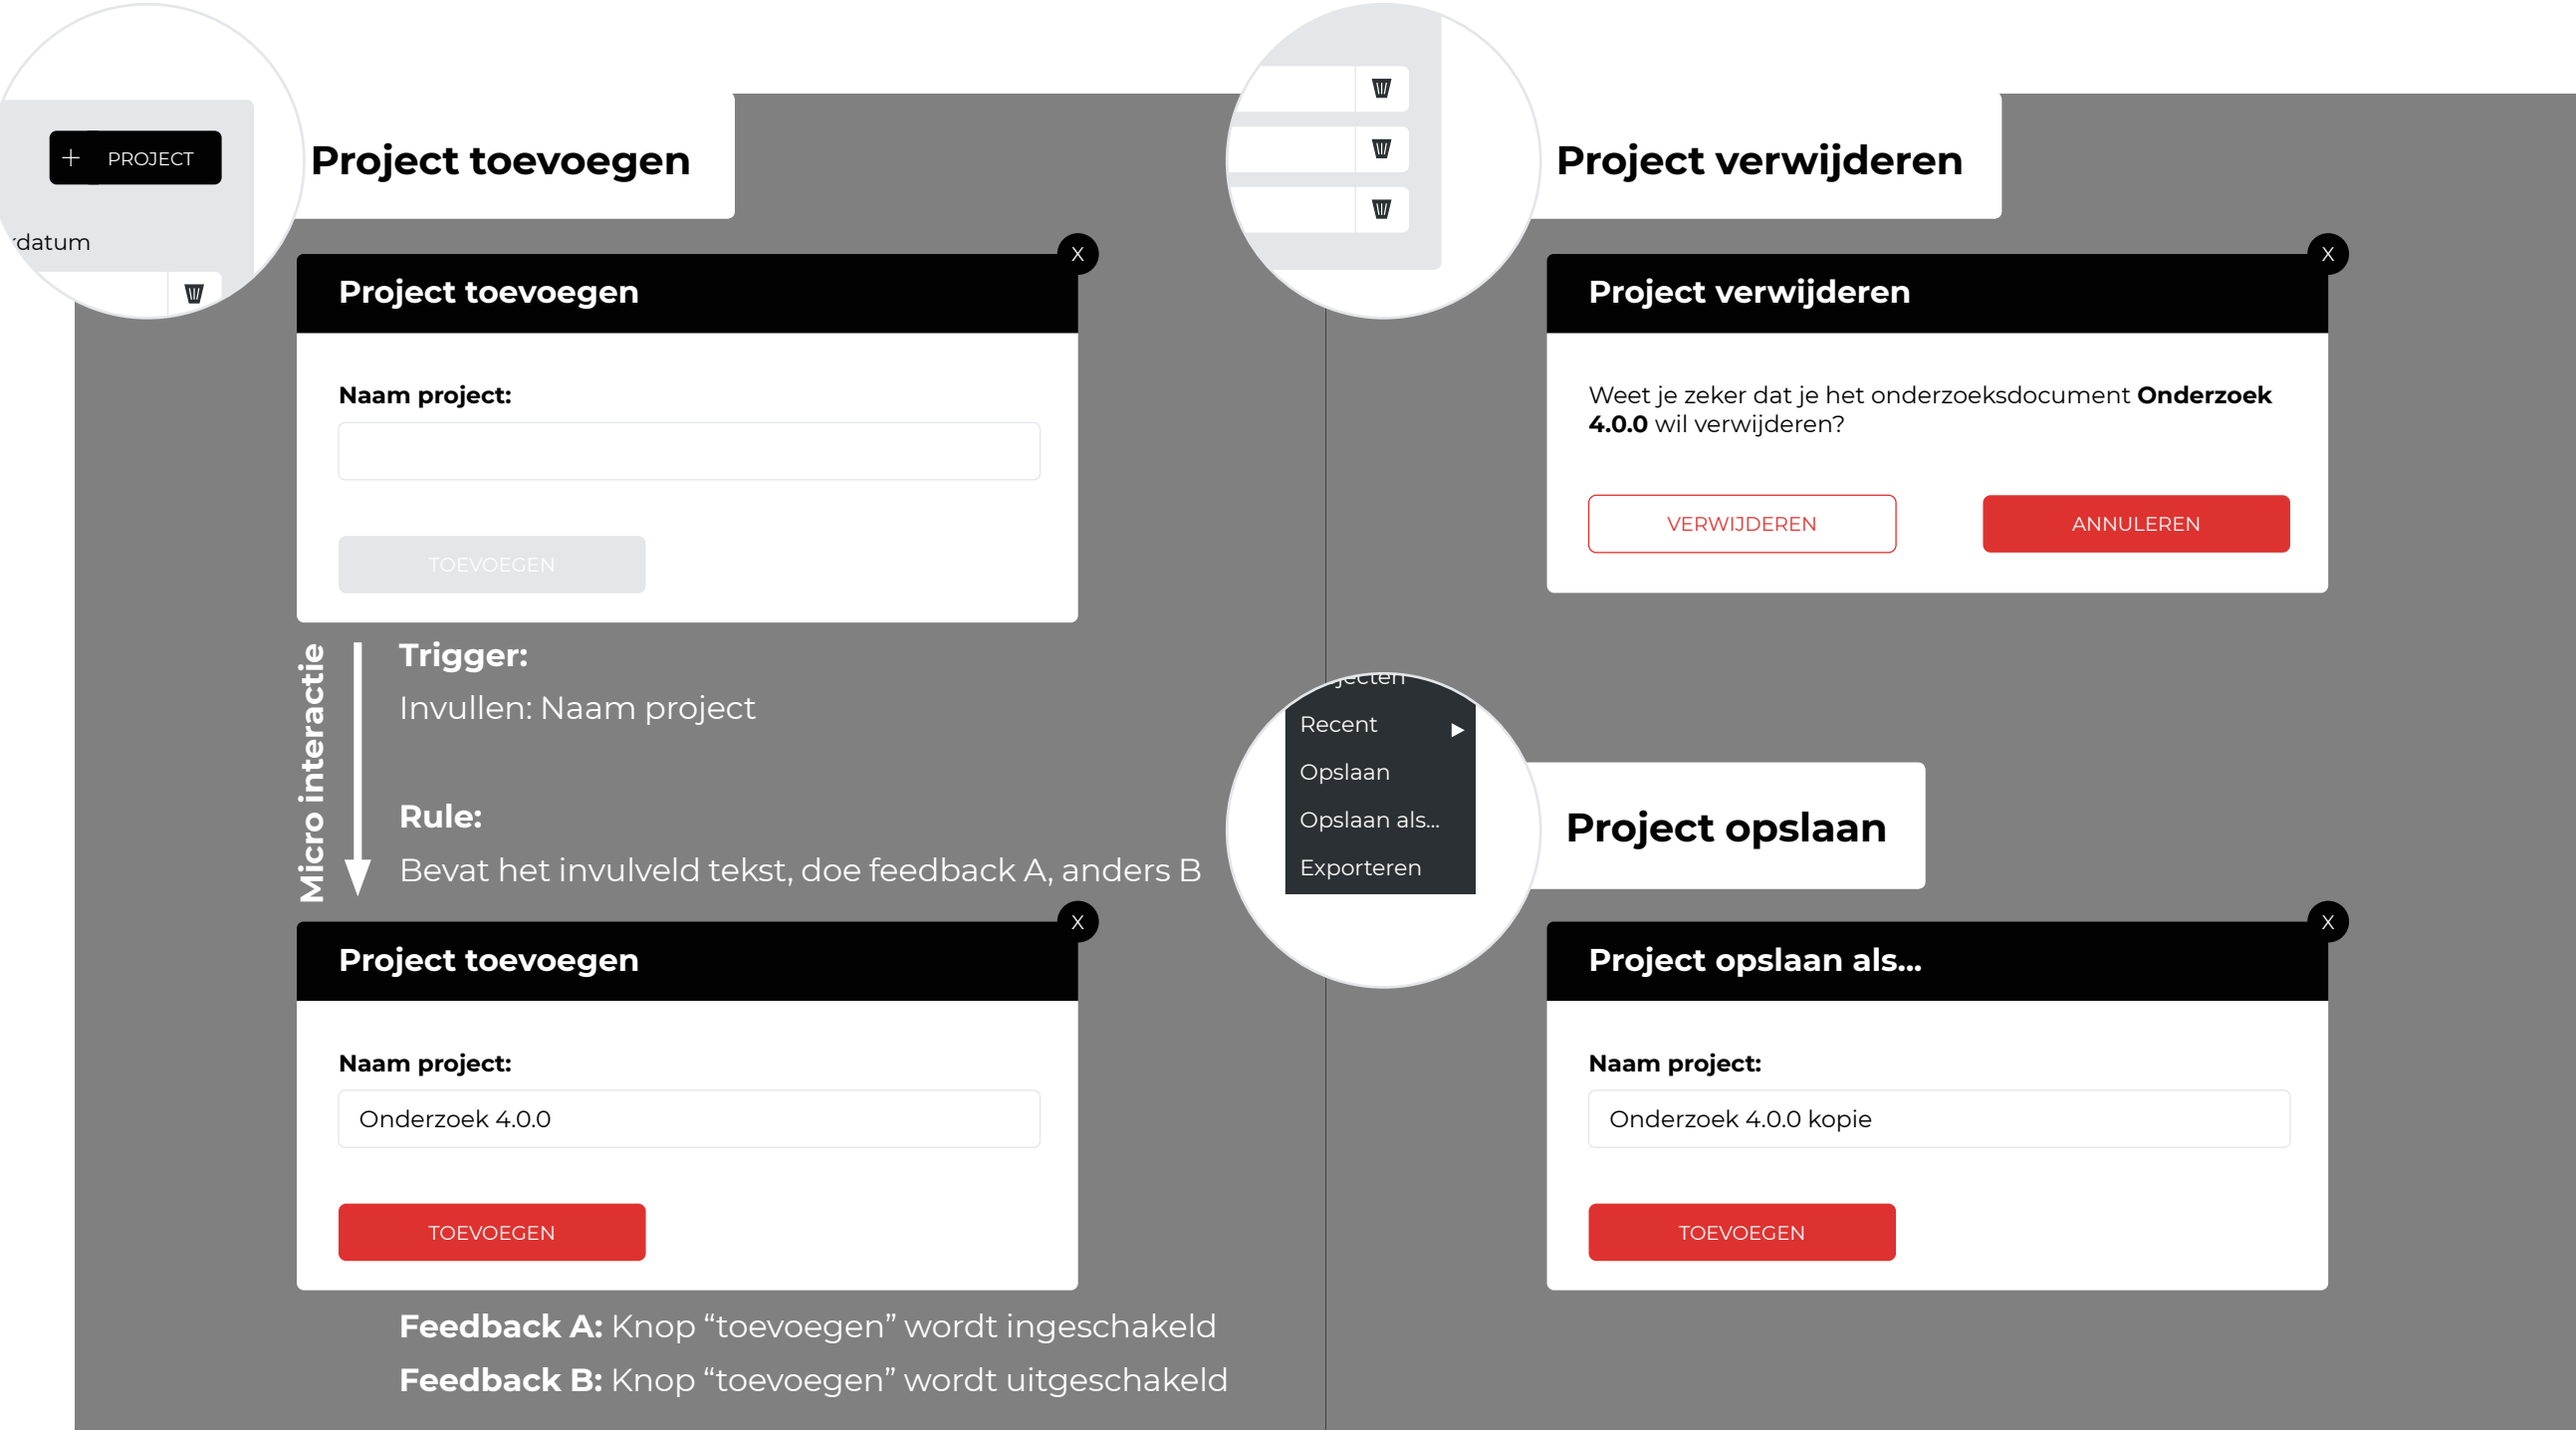 + PROJECT
Project toevoegen
datum
X
Project toevoegen
Naam project:
TOEVOEGEN
Micro interactie
Trigger:
Invullen: Naam project
Rule:
Bevat het invulveld tekst, doe feedback A, anders B
X
Project toevoegen
Naam project:
Onderzoek 4.0.0
TOEVOEGEN
Feedback A: Knop “toevoegen” wordt ingeschakeld
Feedback B: Knop “toevoegen” wordt uitgeschakeld
Project verwijderen
X
Project verwijderen
Weet je zeker dat je het onderzoeksdocument Onderzoek
4.0.0 wil verwijderen?
VERWIJDEREN
ANNULEREN
jecten
Recent
Opslaan
Opslaan als...
Exporteren
Project opslaan
X
Project opslaan als...
Naam project:
Onderzoek 4.0.0 kopie
TOEVOEGEN